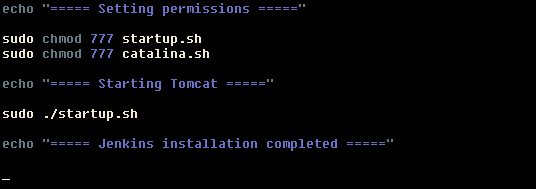 echo "===== Setting permissions ====="
sudo chmod 777 startup.sh
sudo chmod 777 catalina.sh
echo "===== Starting Tomcat ====="
sudo ./startup.sh
echo "===== Jenkins installation completed ====="